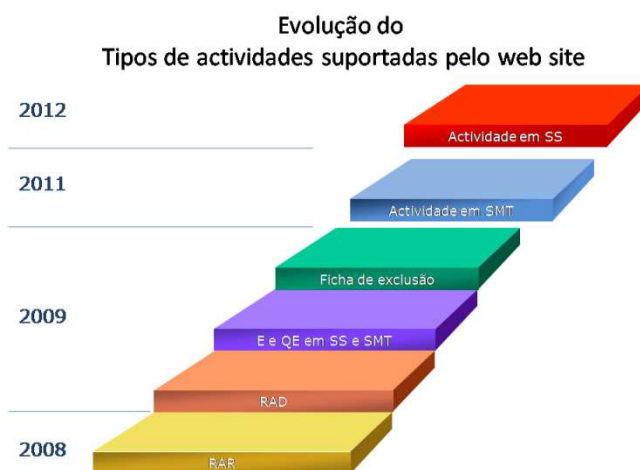 Evolução do
Tipos de actividades suportadas pelo web site
2012
Actividade em SS
2011
Actividade em SMT
Ficha de exclusão
2009
E e QE em SS e SMT
RAD
2008
RAR